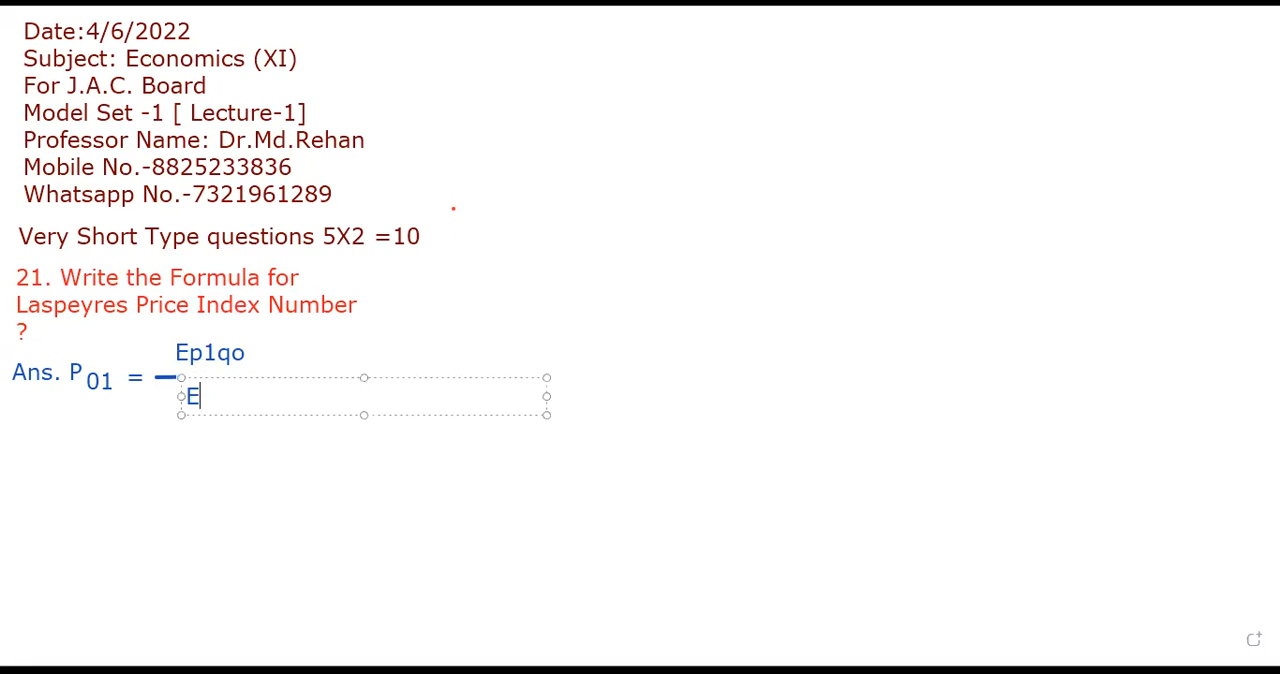 Date:4/6/2022
Subject: Economics (XI)
For J.A.C. Board
Model Set -1 [ Lecture-1]
Professor Name: Dr.Md.Rehan
Mobile No.-8825233836
Whatsapp No.-7321961289
Very Short Type questions 5X2 =10
21. Write the Formula for
Laspeyres Price Index Number
?
Ep1qo
Ans. P01 = —
E